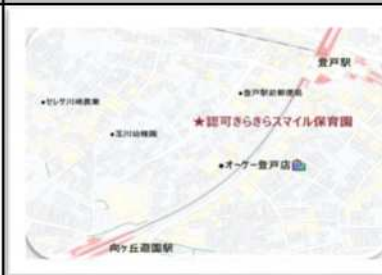 登戸駅
•登戸駅前郵便局
•セレサ川崎農業
★認可きらきらスマイル保育園
•玉川幼稚園
•オーケー登戸店
向ヶ丘遊園駅